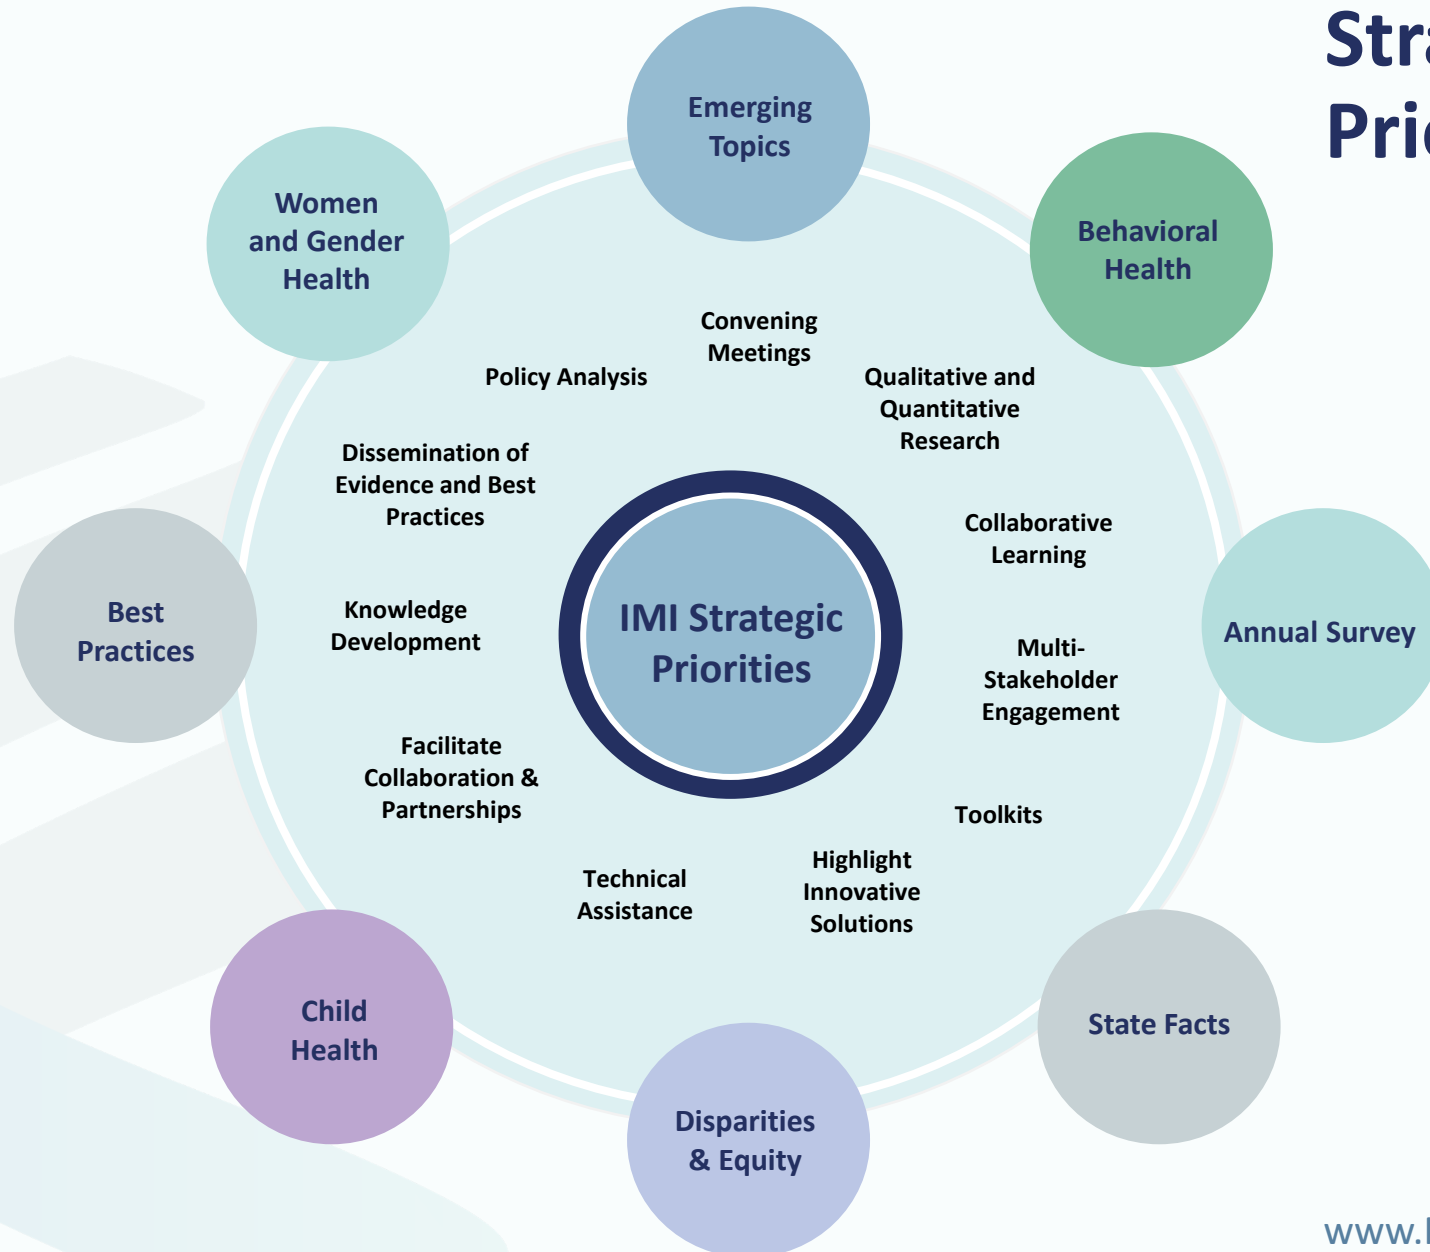 Emerging
Topics
Women
and Gender
Health
Behavioral
Health
Convening
Meetings
Policy Analysis
Qualitative and
Quantitative
Research
Dissemination of
Evidence and Best
Practices
Collaborative
Learning
Best
Practices
Knowledge
Development
IMI Strategic
Priorities
Multi-
Stakeholder
Engagement
Annual Survey
Facilitate
Collaboration &
Partnerships
Toolkits
Technical
Assistance
Highlight
Innovative
Solutions
Child
Health
State Facts
Disparities
& Equity